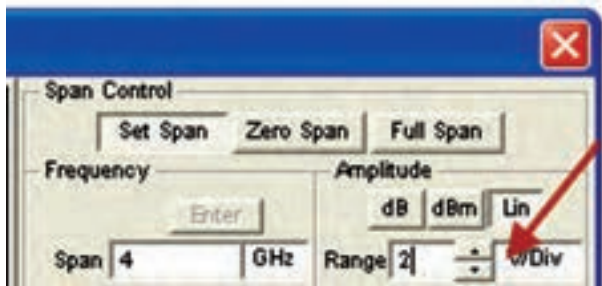 Span Control
Set Span Zero Span Full Span
Frequency Amplitude
Enter dB dBm Lin
Span 4 GHz Range 2 V/Div